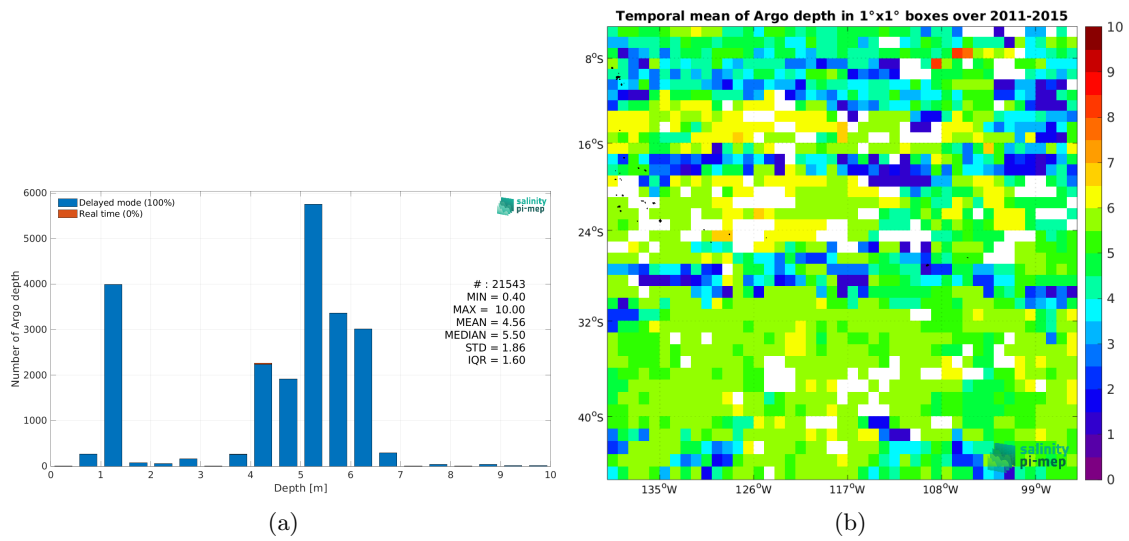 Temporal mean of Argo depth in 1°x1° boxes over 2011-2015
Delayed mode (100%)
Real time (0%)
salinity
pi-mep
# : 21543
MIN = 0.40
MAX = 10.00
MEAN = 4.56
MEDIAN = 5.50
STD = 1.86
IQR = 1.60
Number of Argo depth
6000
5000
4000
3000
2000
1000
0
0 1 2 3 4 5 6 7 8 9 10
Depth [m]
(a)
8°S
16°S
24°S
32°S
40°S
135°W 126°W 117°W 108°W 99°W
salinity
pi-mep
10
9
8
7
6
5
4
3
2
1
0
(b)